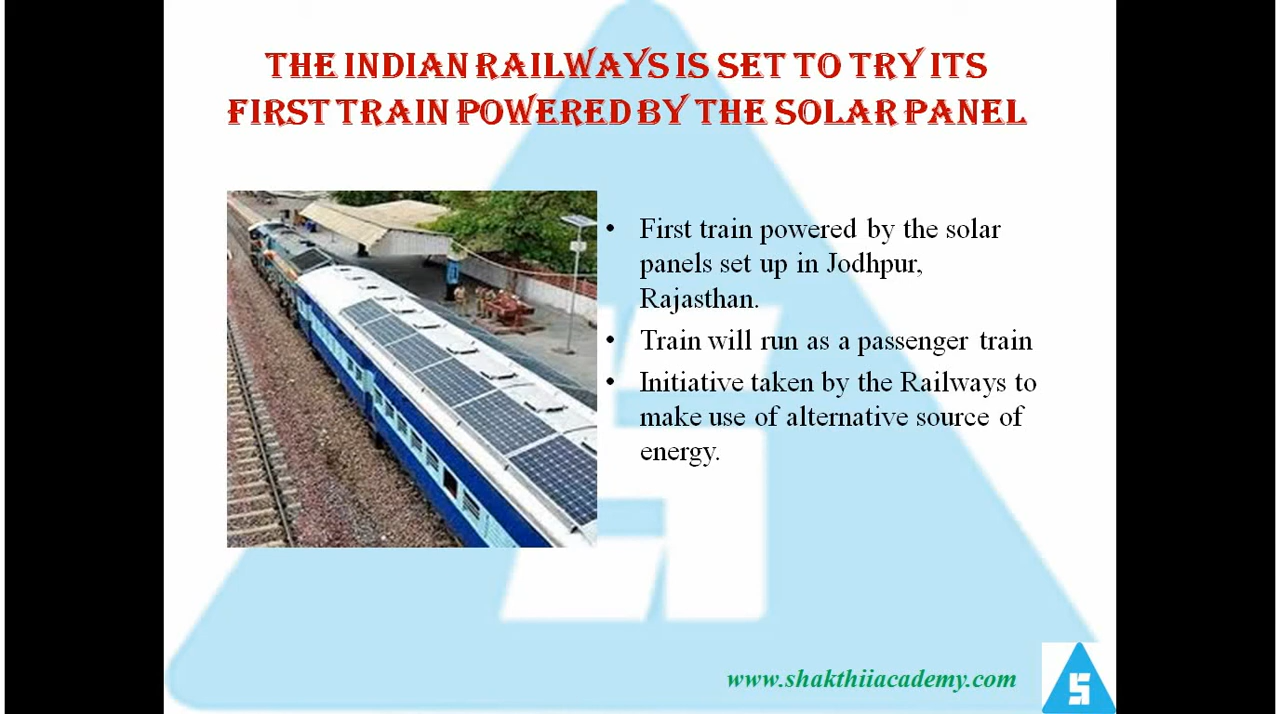 THE INDIAN RAILWAYS IS SET TO TRY ITS
FIRST TRAIN POWERED BY THE SOLAR PANEL
• First train powered by the solar
panels set up in Jodhpur,
Rajasthan.
• Train will run as a passenger train
• Initiative taken by the Railways to
make use of alternative source of
energy.
www.shakthiiacademy.com
S